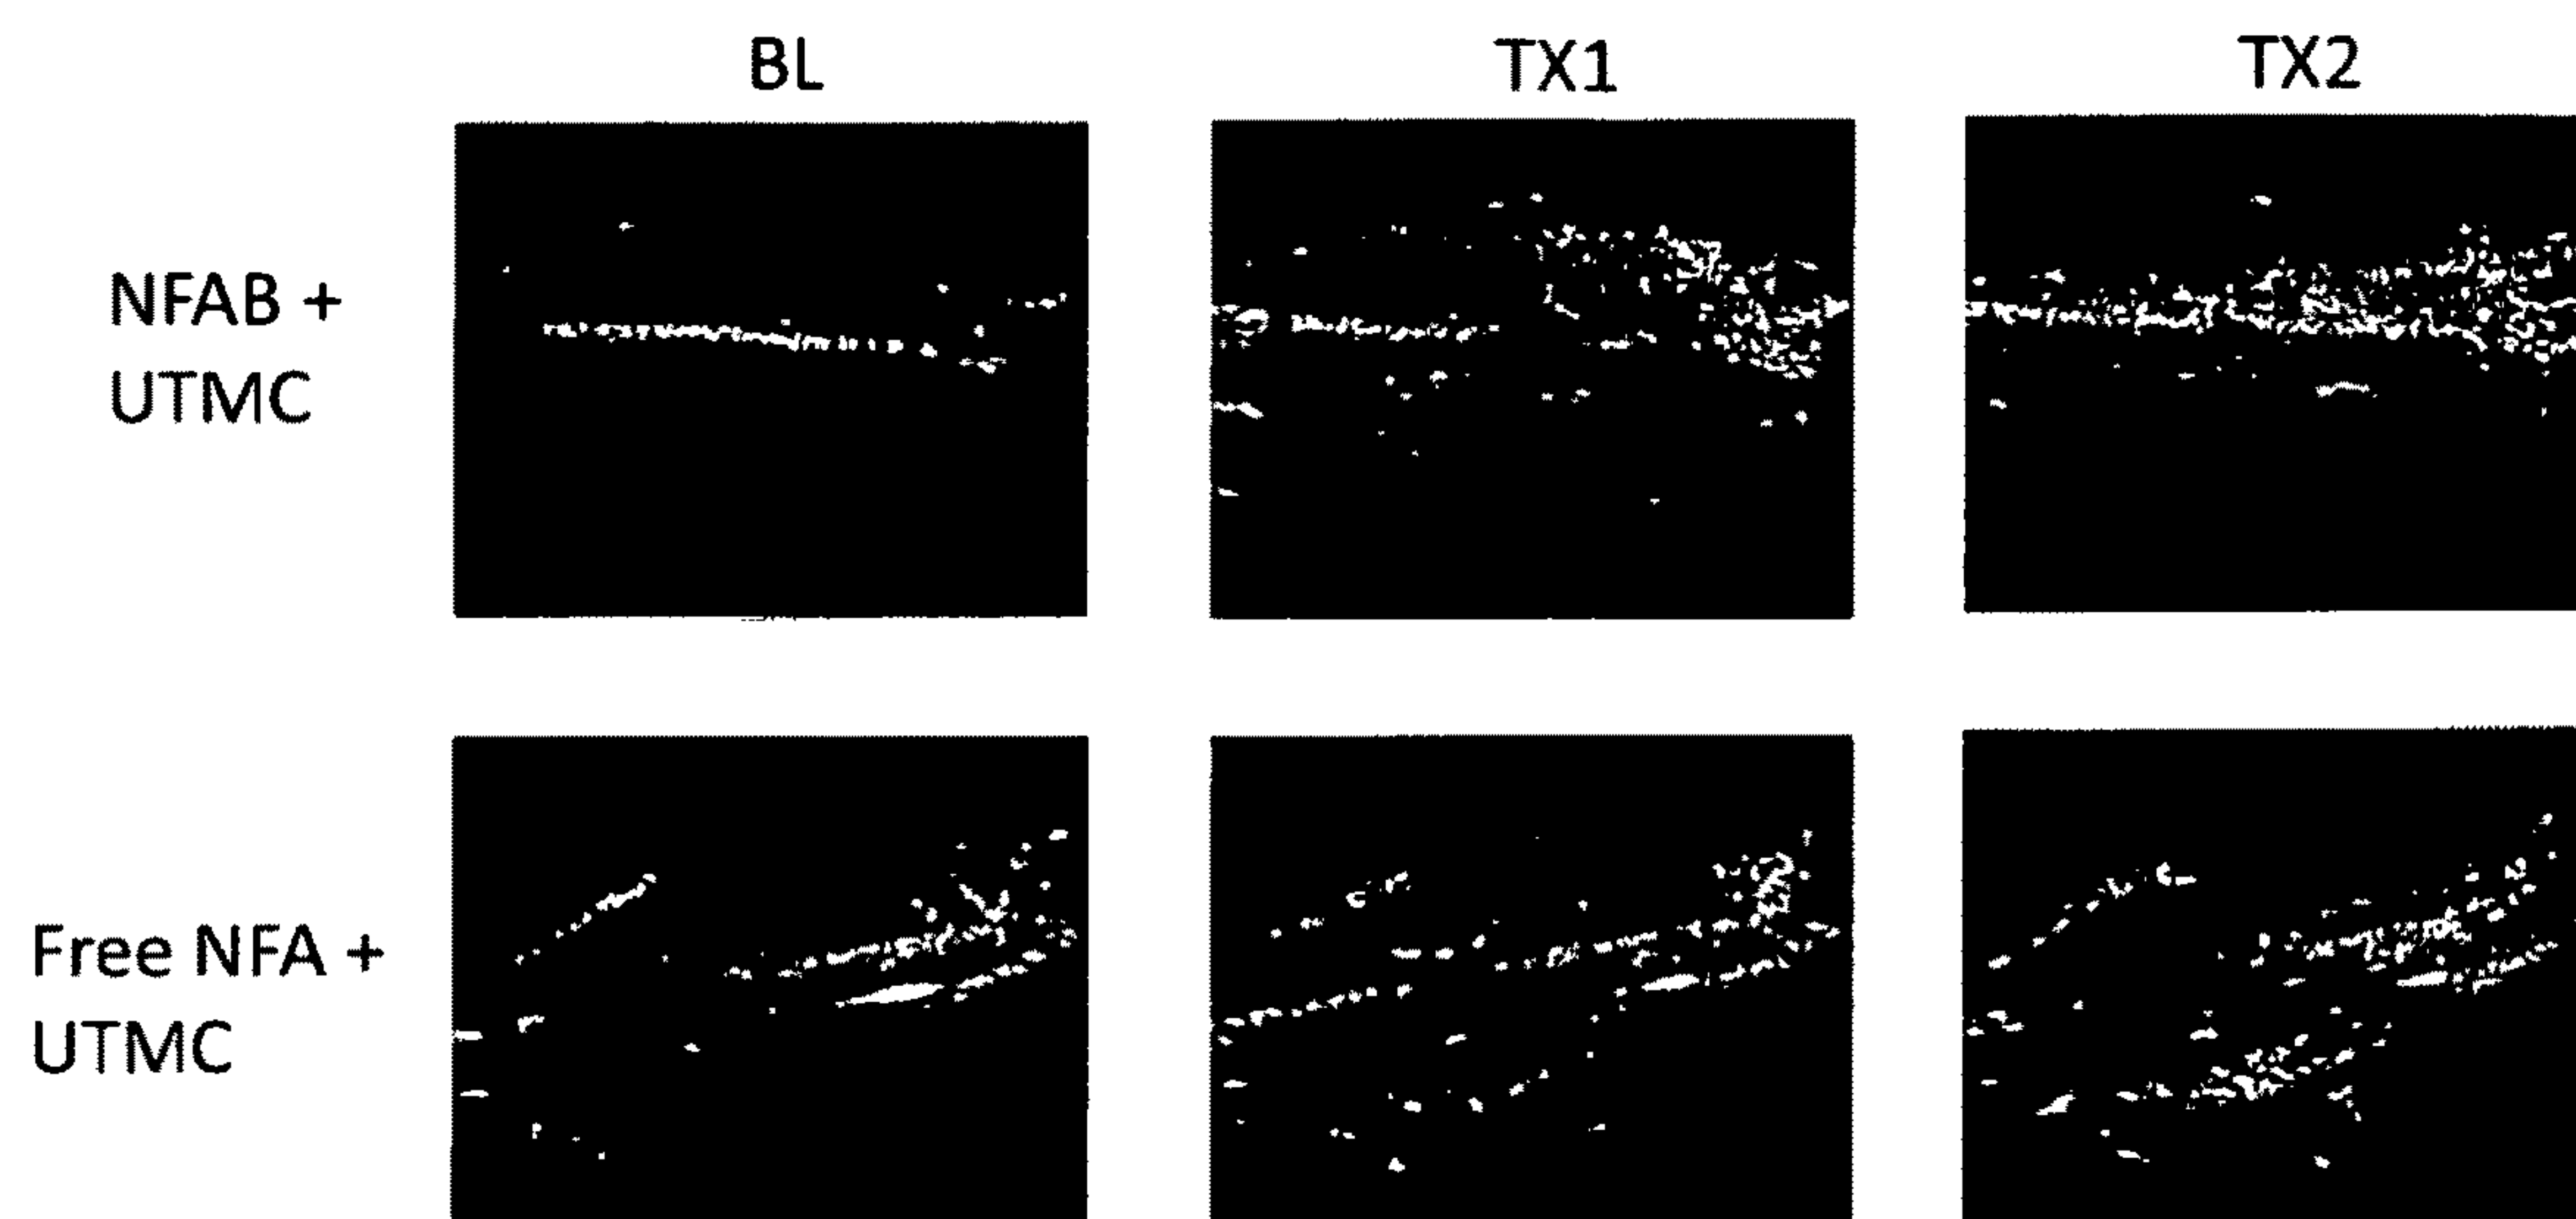 BL
TX1
TX2
NFAB +
UTMC
Free NFA +
UTMC